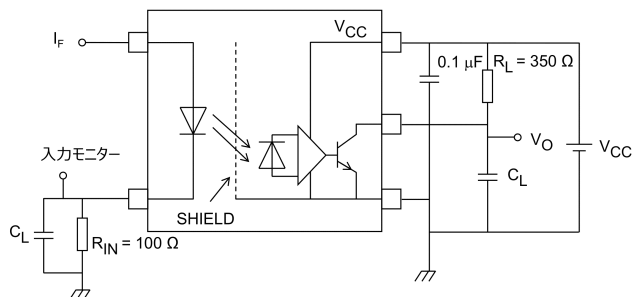 V_CC
I_F
0.1 μF
R_L = 350 Ω
入力モニター
V_O
V_CC
C_L
SHIELD
C_L
R_IN = 100 Ω